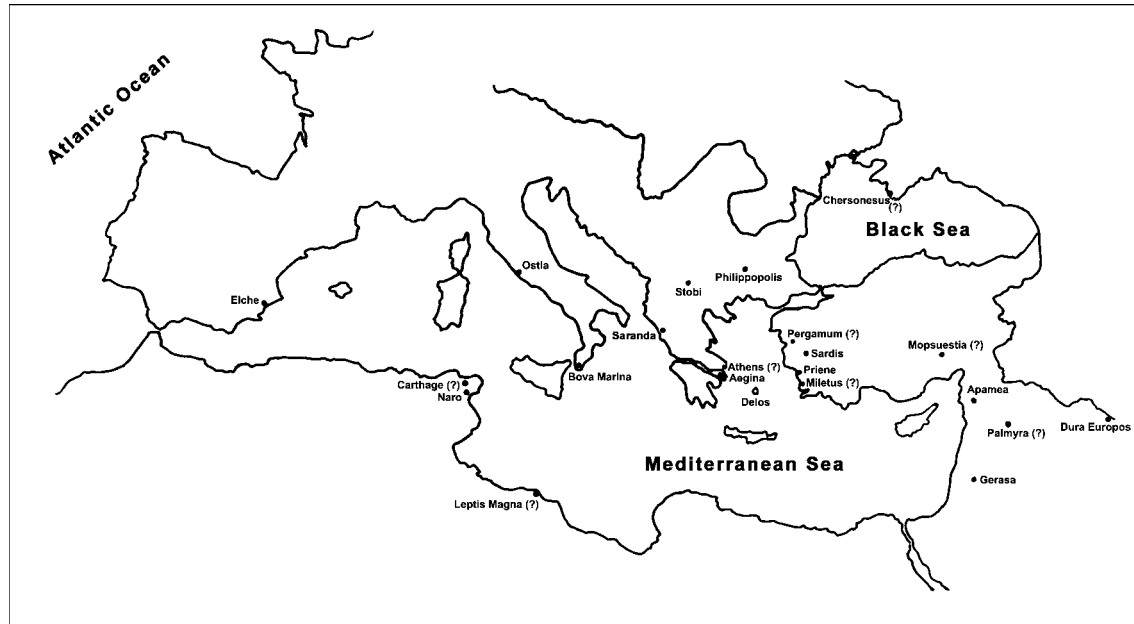 Atlantic Ocean
Chersonesus
(?)
Black Sea
Ostia
Philippopolis
Stobi
Elche
Saranda
Pergamum (?)
Sardis
Mopsuestia (?)
Athens (?)
Aegina
Priene
Miletus (?)
Bova Marina
Carthage (?)
Naro
Delos
Apamea
Palmyra (?)
Dura Europos
Mediterranean Sea
Gerasa
Leptis Magna (?)